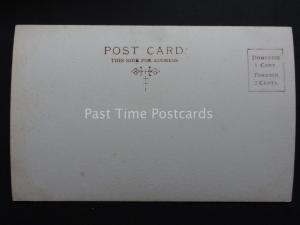 POST CARD.
THIS SIDE FOR ADDRESS.
DOMESTIC
1 CENT.
FOREIGN
2 CENTS.
Past Time Postcards